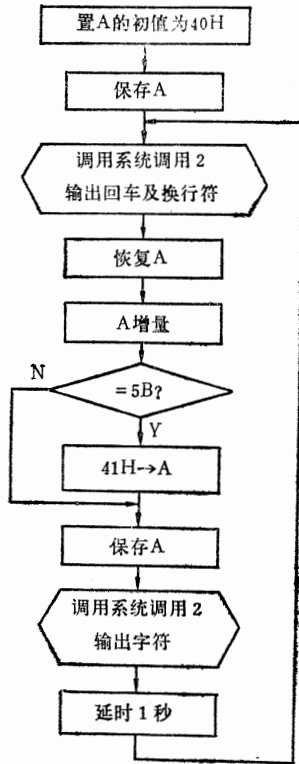 置A的初值为40H
保存A
调用系统调用2
输出回车及换行符
恢复A
A增量
N
=5B?
Y
41H→A
保存A
调用系统调用2
输出字符
延时1秒